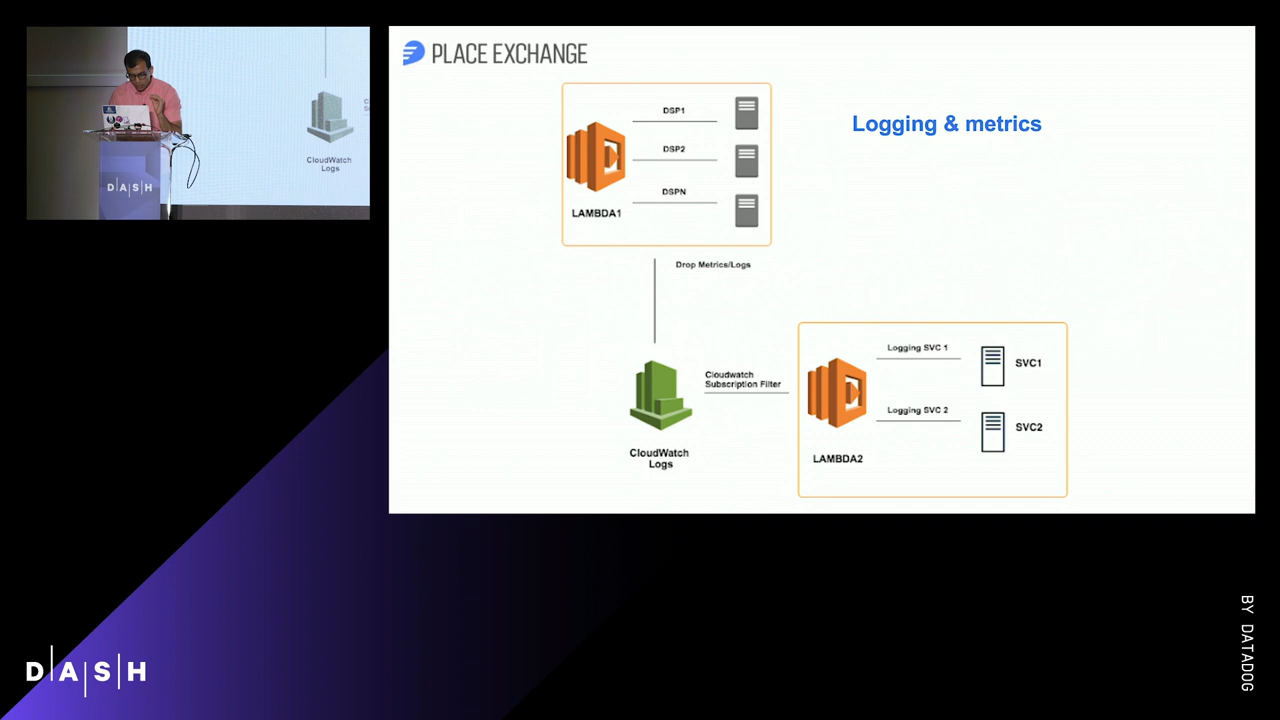 CloudWatch
Logs
D|A|S|H
PLACE EXCHANGE
Logging & metrics
DSP1
DSP2
DSPN
LAMBDA1
Drop Metrics/Logs
Cloudwatch
Subscription Filter
CloudWatch
Logs
Logging SVC 1
SVC1
Logging SVC 2
SVC2
LAMBDA2
D|A|S|H
BY DATADOG